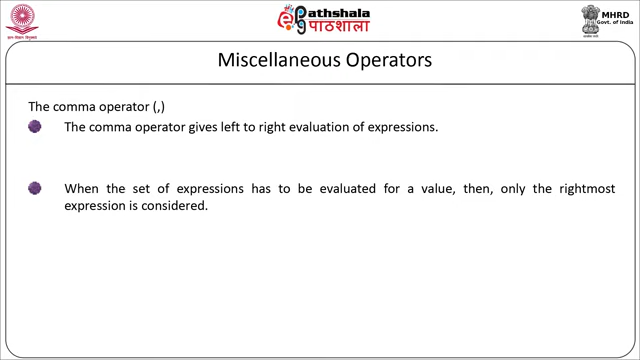 Pathshala
पाठशाला
MHRD
Govt. of India
Miscellaneous Operators
The comma operator (,)
The comma operator gives left to right evaluation of expressions.
When the set of expressions has to be evaluated for a value, then, only the rightmost
expression is considered.